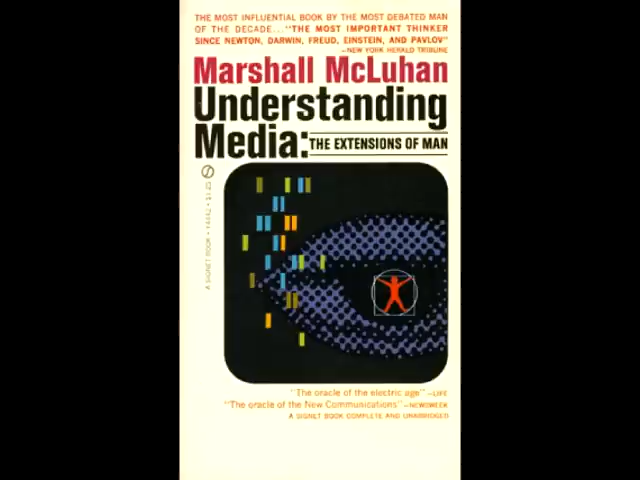 THE MOST INFLUENTIAL BOOK BY THE MOST DEBATED MAN
OF THE DECADE..."THE MOST IMPORTANT THINKER
SINCE NEWTON, DARWIN, FREUD, EINSTEIN, AND PAVLOV"
—NEW YORK HERALD TRIBUNE
Marshall McLuhan
Understanding
Media: THE EXTENSIONS OF MAN
A SIGNET BOOK
"The oracle of the electric age"—LIFE
"The oracle of the New Communications"—NEWSWEEK
A SIGNET BOOK COMPLETE AND UNABRIDGED